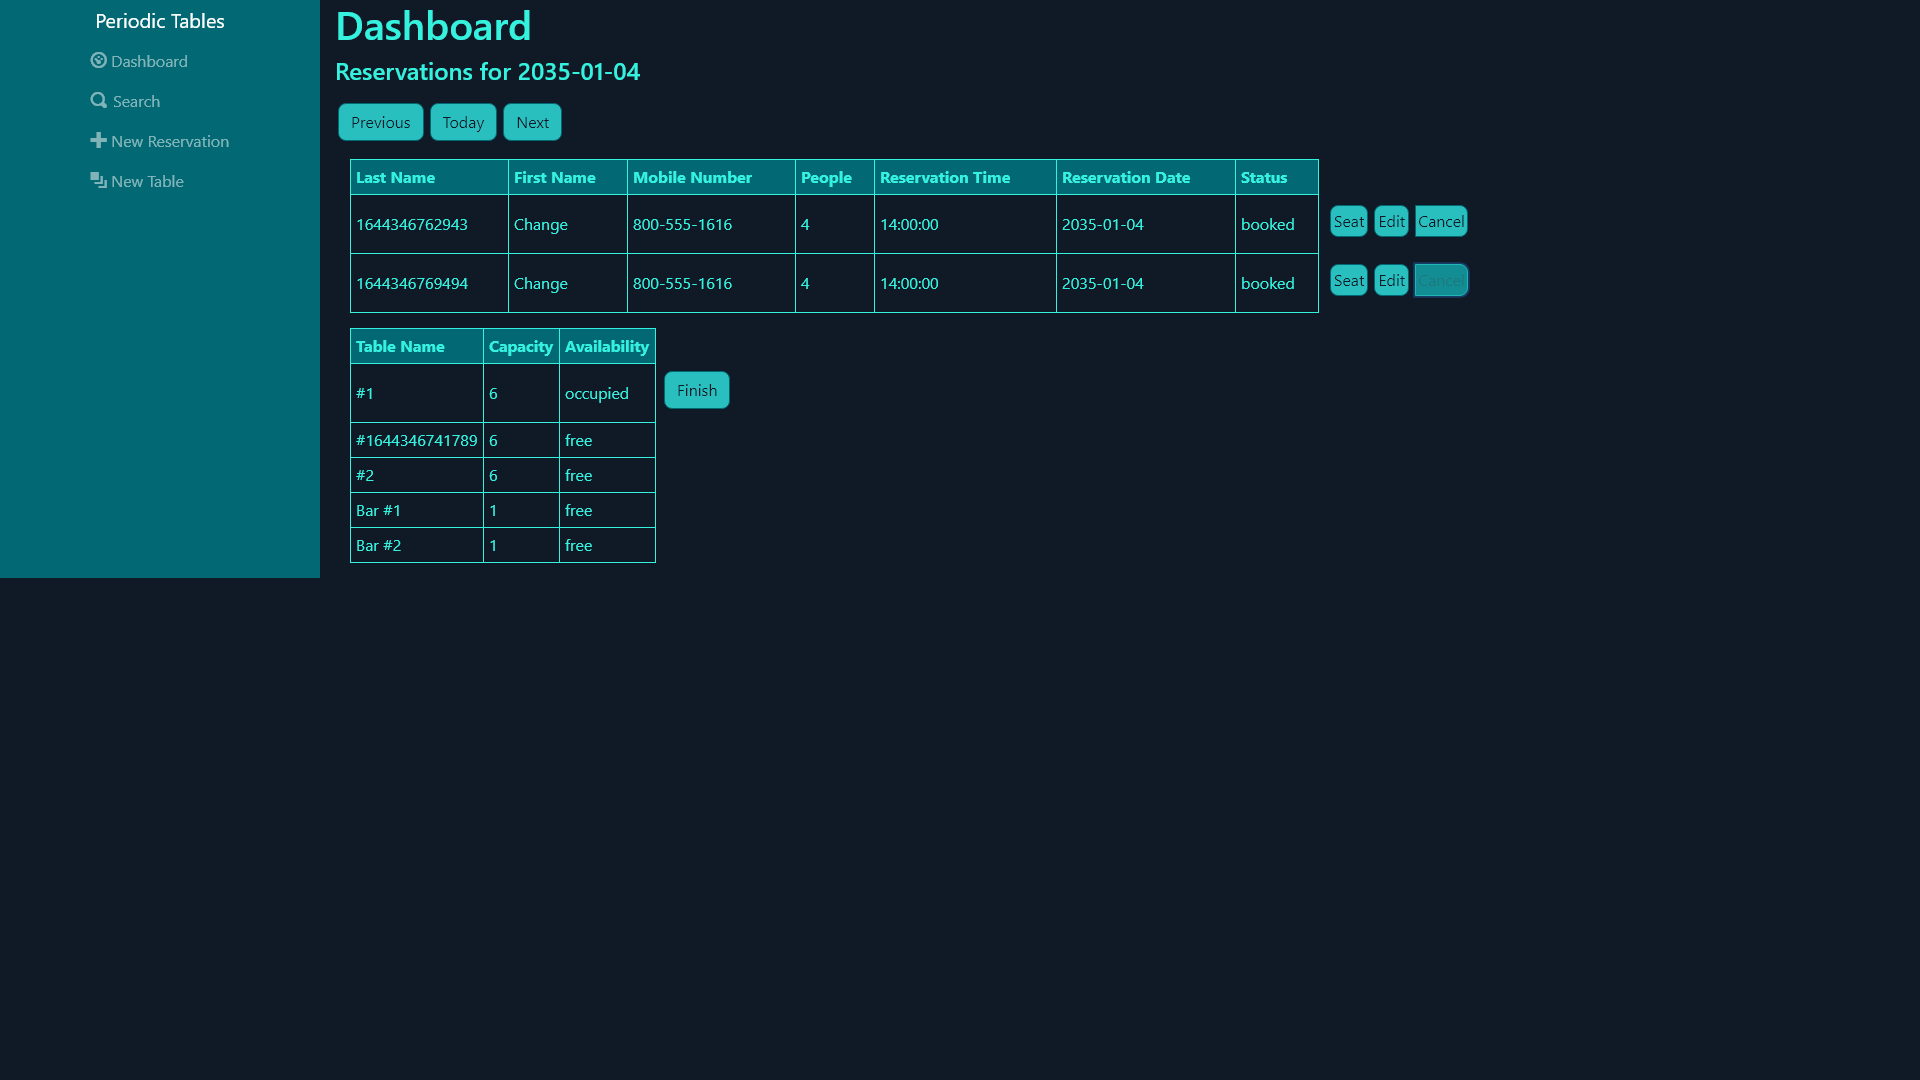 Periodic Tables
Dashboard
Search
New Reservation
New Table
Dashboard
Reservations for 2035-01-04
Previous Today Next
Last Name First Name Mobile Number People Reservation Time Reservation Date Status
1644346762943 Change 800-555-1616 4 14:00:00 2035-01-04 booked Seat Edit Cancel
1644346769494 Change 800-555-1616 4 14:00:00 2035-01-04 booked Seat Edit Cancel
Table Name Capacity Availability
#1 6 occupied Finish
#1644346741789 6 free
#2 6 free
Bar #1 1 free
Bar #2 1 free